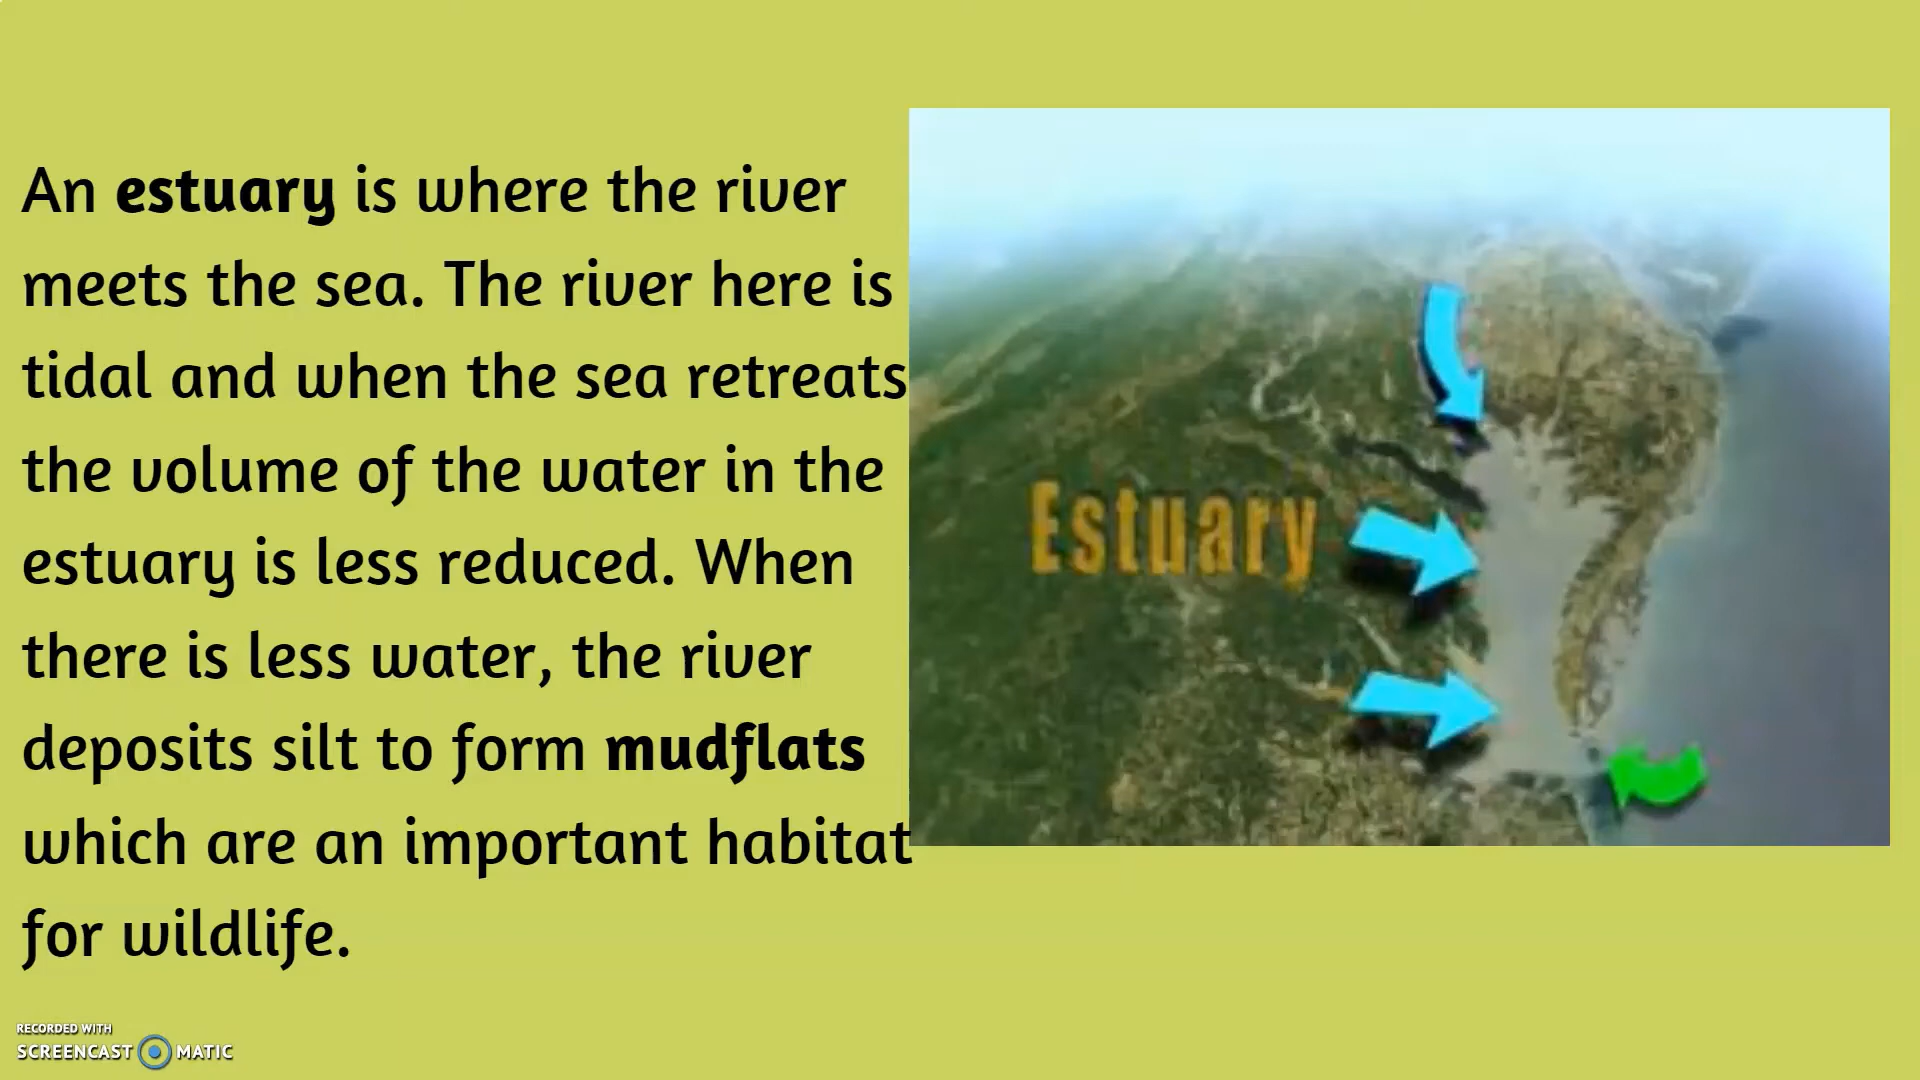 An estuary is where the river
meets the sea. The river here is
tidal and when the sea retreats
the volume of the water in the
estuary is less reduced. When
there is less water, the river
deposits silt to form mudflats
which are an important habitat
for wildlife.
Estuary
RECORDED WITH
SCREENCAST MATIC